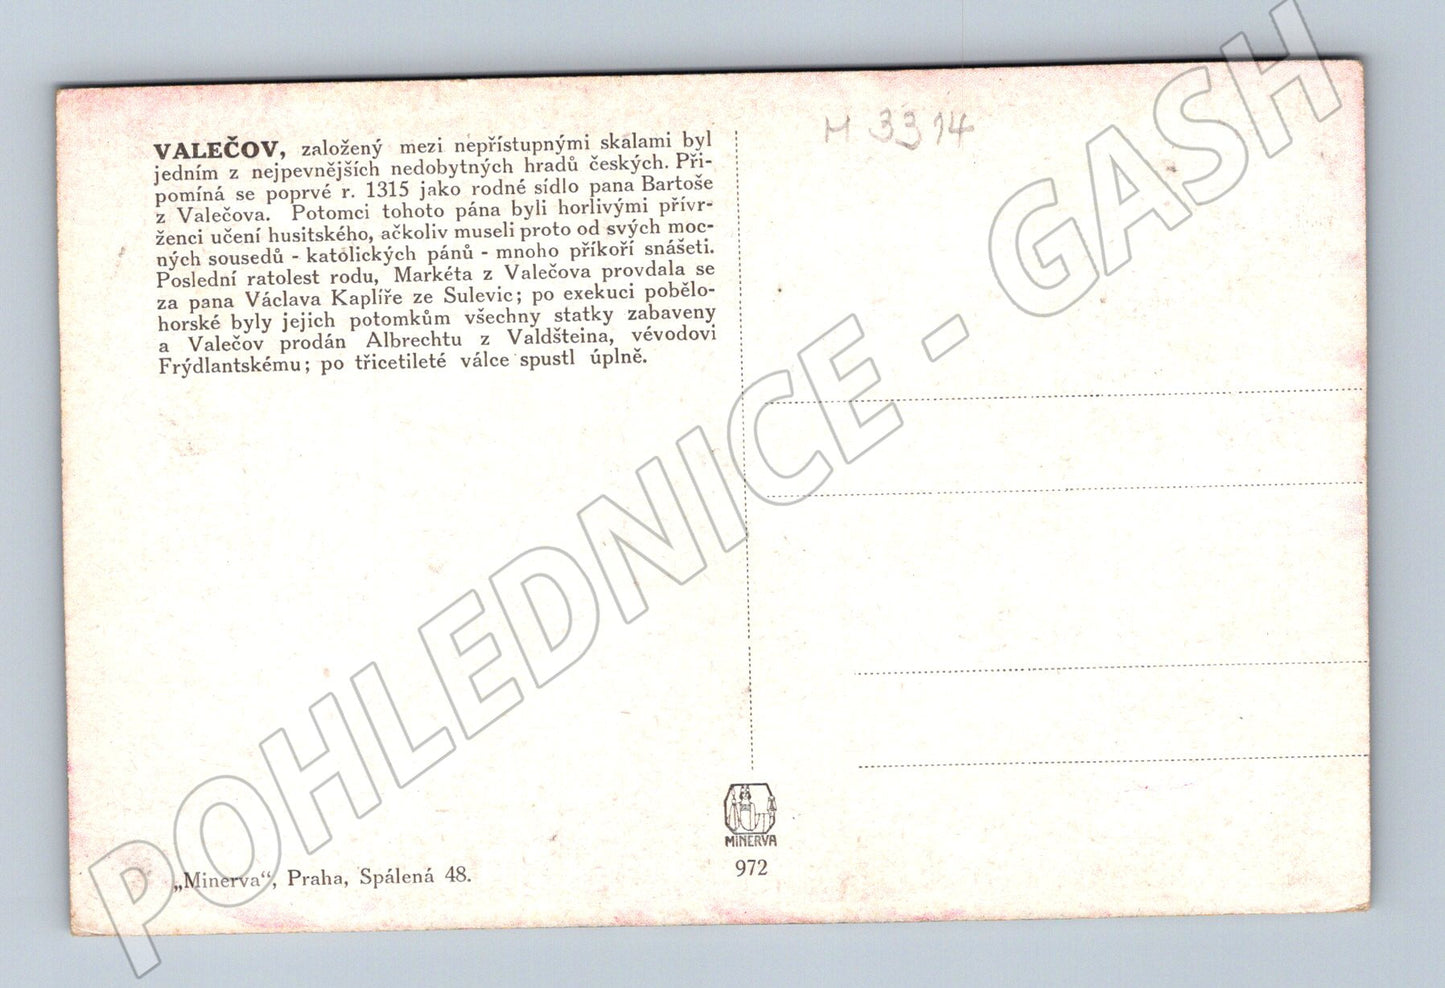 M 3314
VALEČOV, založený mezi nepřístupnými skalami byl
jedním z nejpevnějších nedobytných hradů českých. Při-
pomíná se poprvé r. 1315 jako rodné sídlo pana Bartoše
z Valečova. Potomci tohoto pána byli horlivými přívr-
ženci učení husitského, ačkoliv museli proto od svých moc-
ných sousedů - katolických pánů - mnoho příkoří snášeti.
Poslední ratolest rodu, Markéta z Valečova provdala se
za pana Václava Kaplíře ze Sulevic; po exekuci pobělo-
horské byly jejich potomkům všechny statky zabaveny
a Valečov prodán Albrechtu z Valdšteina, vévodovi
Frýdlantskému; po třicetileté válce spustl úplně.
POHLEDNICE - GASH
MINERVA
972
„Minerva“, Praha, Spálená 48.